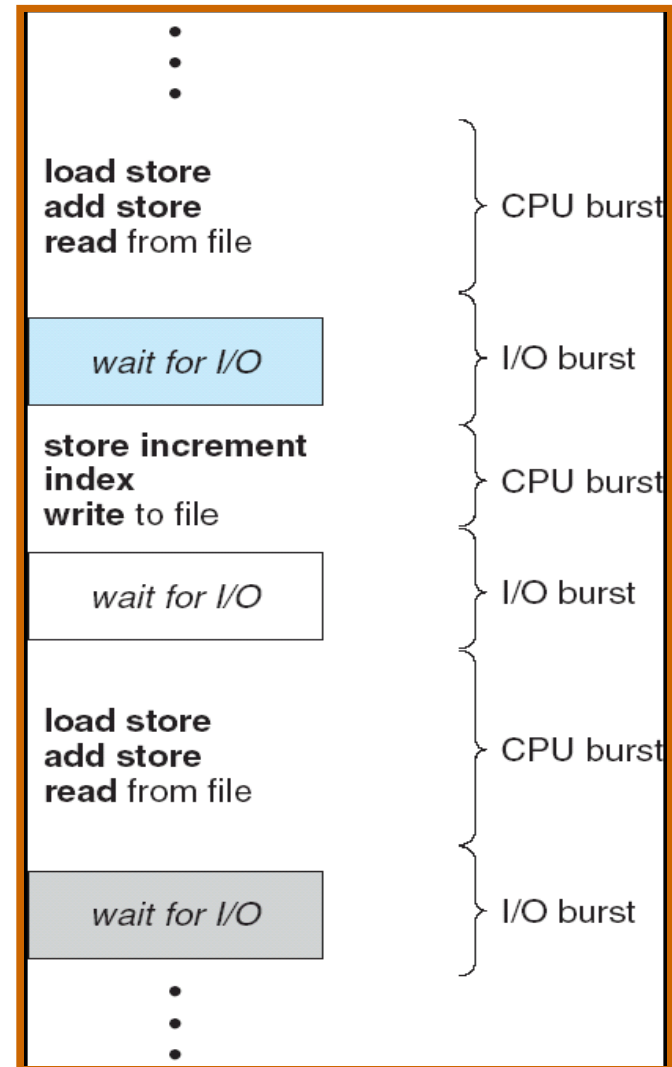 load store
add store
read from file
CPU burst
wait for I/O
I/O burst
store increment
index
write to file
CPU burst
wait for I/O
I/O burst
load store
add store
read from file
CPU burst
wait for I/O
I/O burst